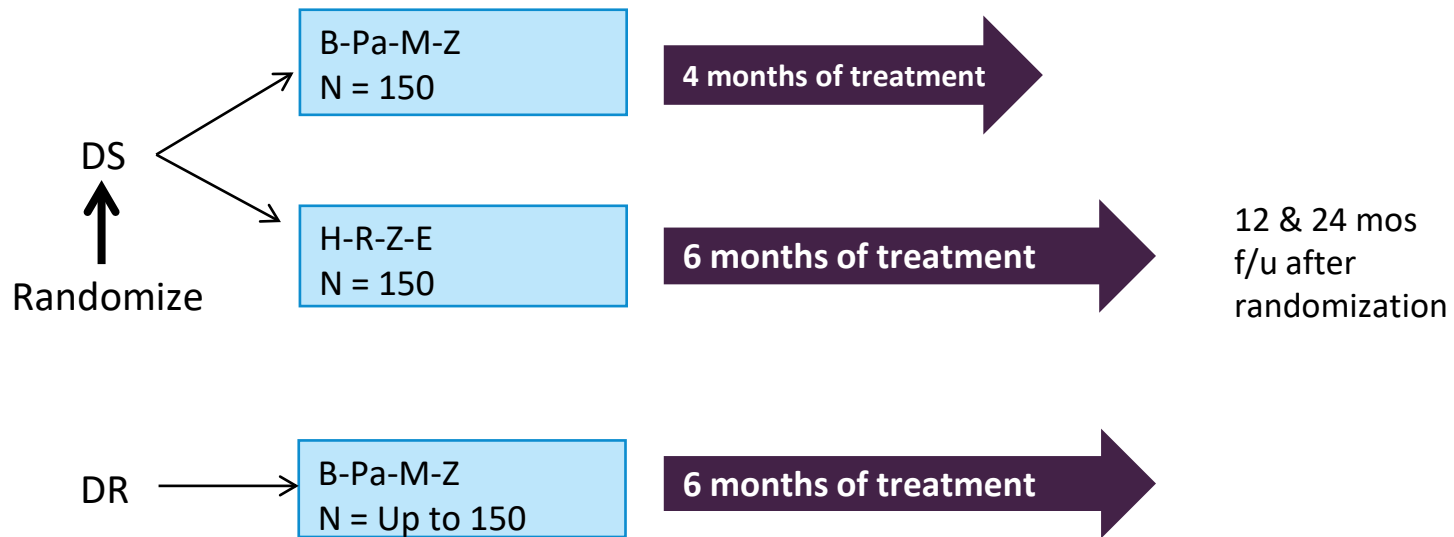 B-Pa-M-Z
N = 150
4 months of treatment
DS
Randomize
H-R-Z-E
N = 150
6 months of treatment
12 & 24 mos
f/u after
randomization
DR
B-Pa-M-Z
N = Up to 150
6 months of treatment